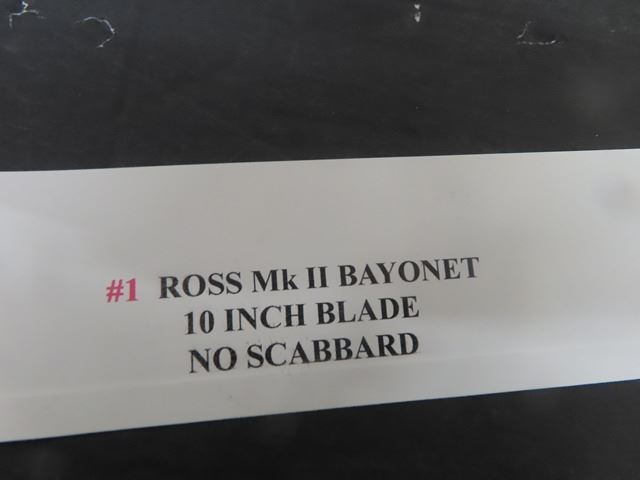 #1 ROSS Mk II BAYONET
10 INCH BLADE
NO SCABBARD